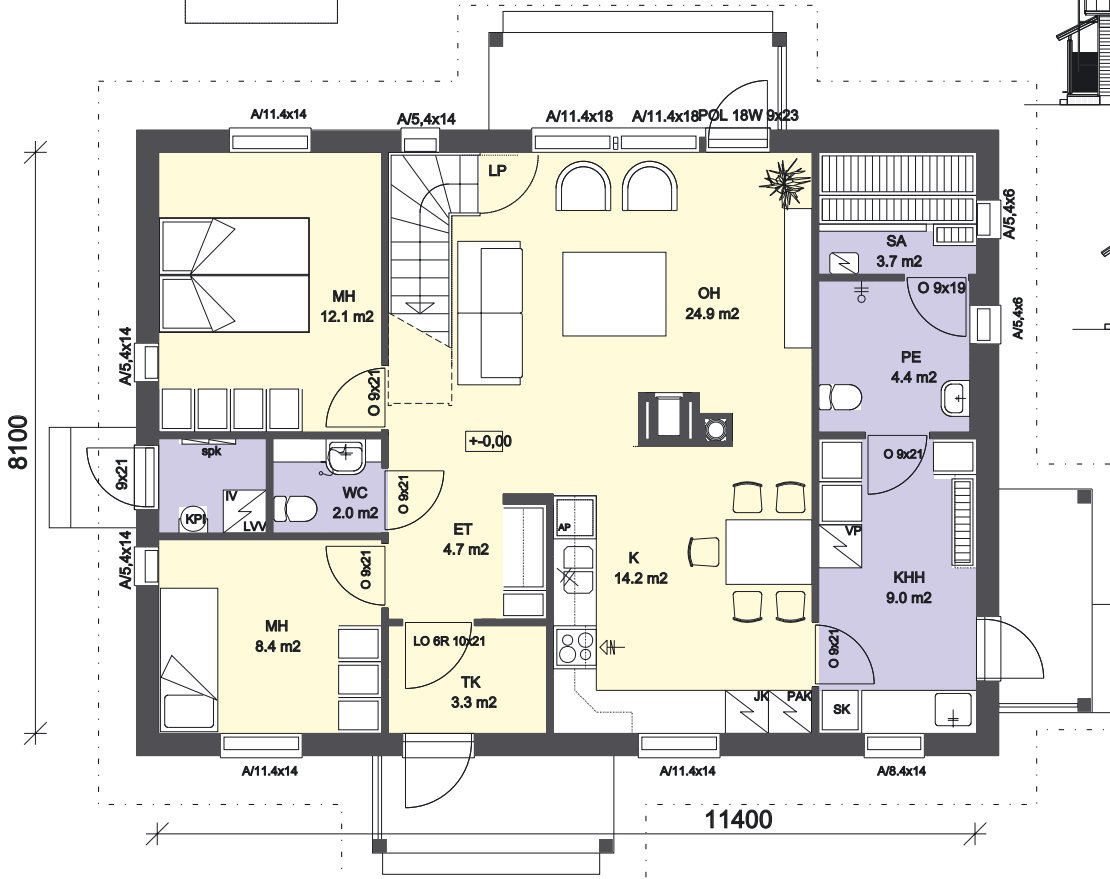 A/11.4x14
A/5,4x14
A/11.4x18
A/11.4x18
POL 18W 9x23
LP
A/5,4x6
SA
3.7 m2
O 9x19
MH
12.1 m2
OH
24.9 m2
A/5,4x6
A/5,4x14
PE
4.4 m2
O 9x21
8100
+-0,00
spk
O 9x21
9x21
IV
KPI
LVV
WC
2.0 m2
O 9x21
AP
ET
4.7 m2
VP
A/5,4x14
O 9x21
K
14.2 m2
KHH
9.0 m2
MH
8.4 m2
LO 6R 10x21
O 9x21
TK
3.3 m2
JK
PAK
SK
A/11.4x14
A/11.4x14
A/8.4x14
11400